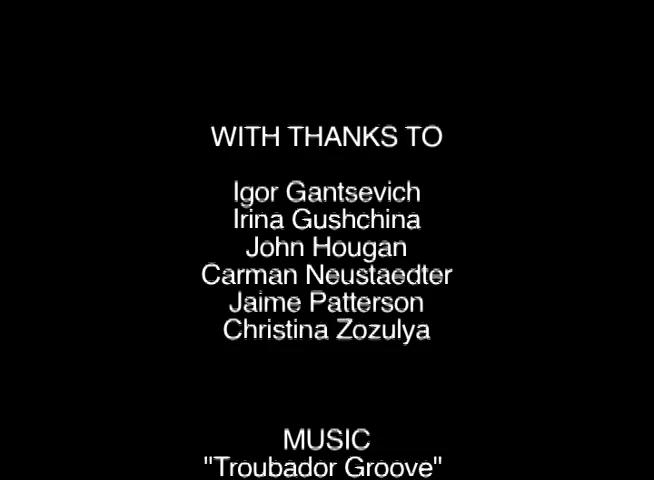 WITH THANKS TO
Igor Gantsevich
Irina Gushchina
John Hougan
Carman Neustaedter
Jaime Patterson
Christina Zozulya
MUSIC
"Troubador Groove"